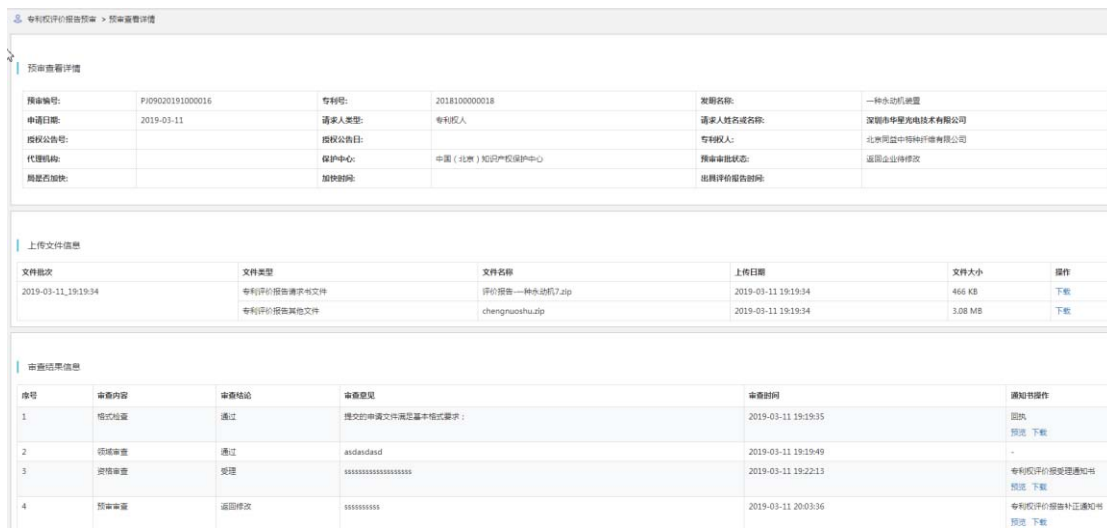 专利权评价报告预审 > 预审查看详情
预审查看详情
预审编号: PJ09020191000016 专利号: 2018100000018 发明名称: 一种永动机装置
申请日期: 2019-03-11 请求人类型: 专利权人 请求人姓名或名称: 深圳市华星光电技术有限公司
授权公告号: 授权公告日: 专利权人: 北京同益中特种纤维有限公司
代理机构: 保护中心: 中国（北京）知识产权保护中心 预审审批状态: 返回企业待修改
局是否加快: 加快时间: 出具评价报告时间:
上传文件信息
文件批次 文件类型 文件名称 上传日期 文件大小 操作
2019-03-11_19:19:34 专利评价报告请求书文件 评价报告-一种永动机7.zip 2019-03-11 19:19:34 466 KB 下载
专利评价报告其他文件 chengnuoshu.zip 2019-03-11 19:19:34 3.08 MB 下载
审查结果信息
序号 审查内容 审查结论 审查意见 审查时间 通知书操作
1 格式检查 通过 提交的申请文件满足基本格式要求； 2019-03-11 19:19:35 回执
预览 下载
2 领域审查 通过 asdasdasd 2019-03-11 19:19:49 -
3 资格审查 受理 sssssssssssssssssss 2019-03-11 19:22:13 专利权评价报受理通知书
预览 下载
4 预审审查 返回修改 ssssssssss 2019-03-11 20:03:36 专利权评价报告补正通知书
预览 下载